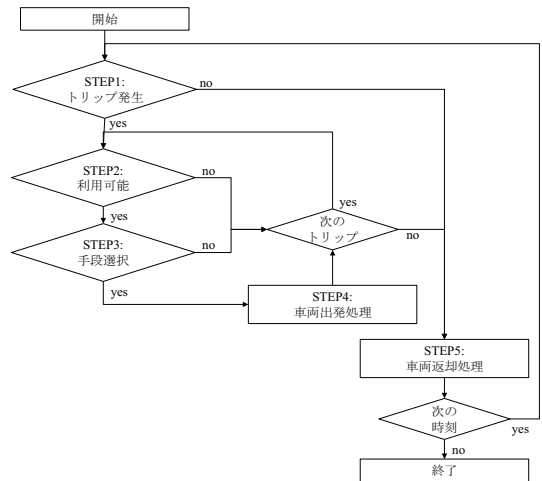 開始
STEP1:
トリップ発生
no
yes
STEP2:
利用可能
no
yes
yes
次の
トリップ
no
STEP3:
手段選択
no
yes
STEP4:
車両出発処理
STEP5:
車両返却処理
次の
時刻
yes
no
終了